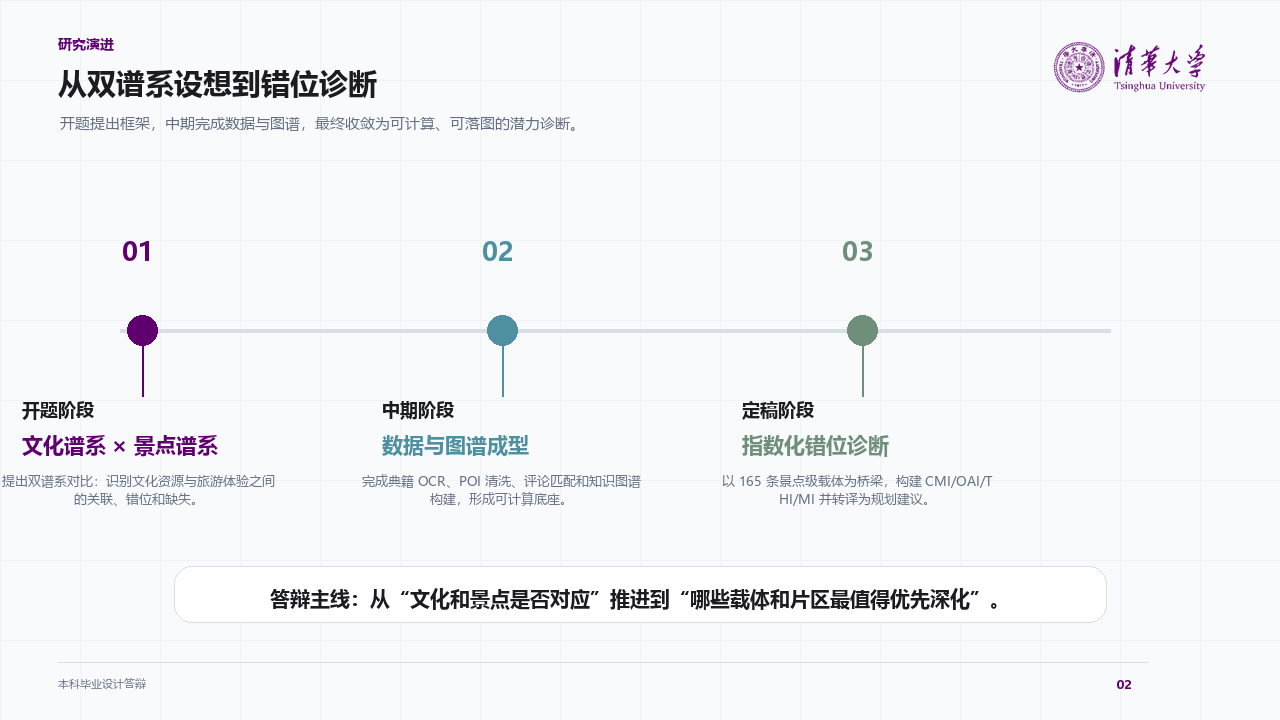 研究演进
从双谱系设想到错位诊断
开题提出框架，中期完成数据与图谱，最终收敛为可计算、可落图的潜力诊断。
清華大学
Tsinghua University
01
02
03
开题阶段
文化谱系 × 景点谱系
提出双谱系对比：识别文化资源与旅游体验之间
的关联、错位和缺失。
中期阶段
数据与图谱成型
完成典籍 OCR、POI 清洗、评论匹配和知识图谱
构建，形成可计算底座。
定稿阶段
指数化错位诊断
以 165 条景点级载体为桥梁，构建 CMI/OAI/T
HI/MI 并转译为规划建议。
答辩主线：从“文化和景点是否对应”推进到“哪些载体和片区最值得优先深化”。
本科毕业设计答辩
02